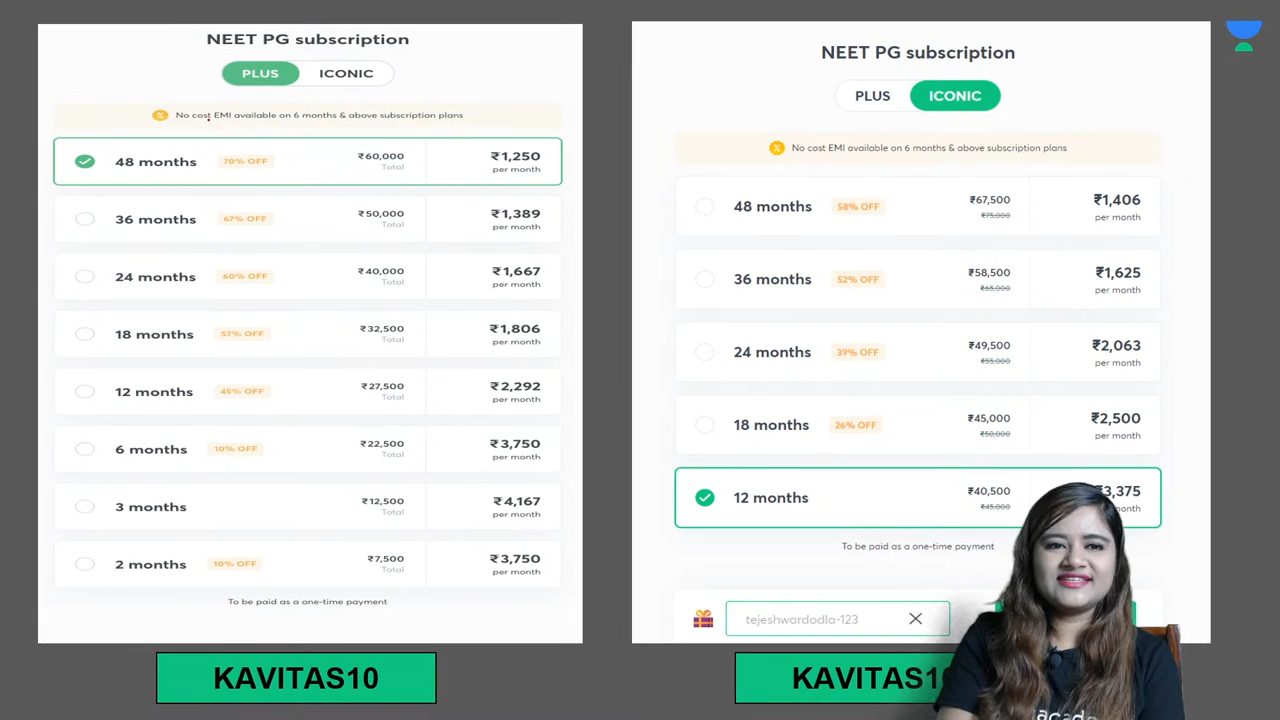 NEET PG subscription
PLUS ICONIC
No cost EMI available on 6 months & above subscription plans
48 months 70% OFF ₹60,000 ₹1,250
Total per month
36 months 67% OFF ₹50,000 ₹1,389
Total per month
24 months 60% OFF ₹40,000 ₹1,667
Total per month
18 months 57% OFF ₹32,500 ₹1,806
Total per month
12 months 45% OFF ₹27,500 ₹2,292
Total per month
6 months 10% OFF ₹22,500 ₹3,750
Total per month
3 months ₹12,500 ₹4,167
Total per month
2 months 10% OFF ₹7,500 ₹3,750
Total per month
To be paid as a one-time payment
KAVITAS10
NEET PG subscription
PLUS ICONIC
No cost EMI available on 6 months & above subscription plans
48 months 58% OFF ₹67,500 ₹1,406
₹75,000 per month
36 months 52% OFF ₹58,500 ₹1,625
₹65,000 per month
24 months 39% OFF ₹49,500 ₹2,063
₹55,000 per month
18 months 26% OFF ₹45,000 ₹2,500
₹50,000 per month
12 months ₹40,500 ₹3,375
₹45,000 month
To be paid as a one-time payment
tejeshwardodla-123
KAVITAS1
acade